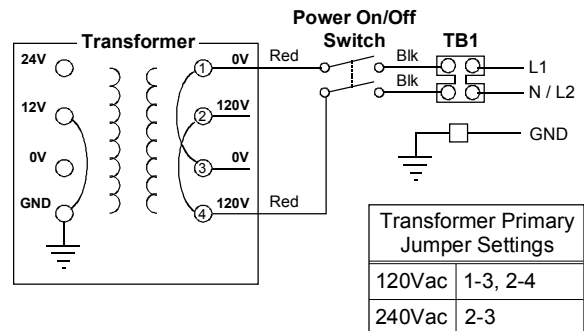 Power On/Off
Switch
Transformer
TB1
24V
12V
0V
GND
1
0V
2
120V
3
0V
4
120V
Red
Red
Blk
Blk
L1
N / L2
GND
Transformer Primary
Jumper Settings
120Vac 1-3, 2-4
240Vac 2-3